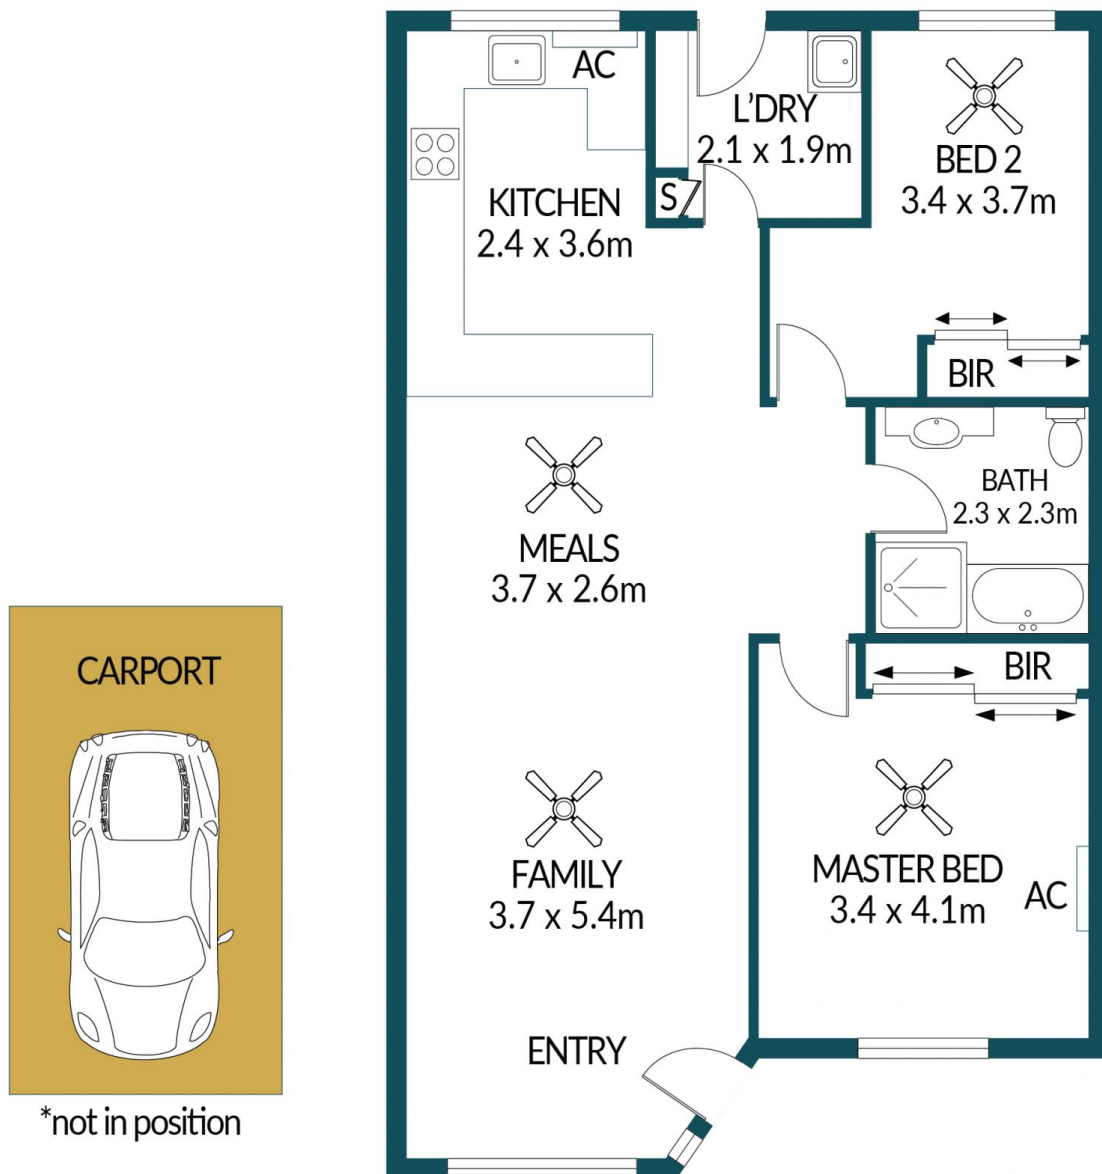 AC
L'DRY
2.1 x 1.9m
BED 2
3.4 x 3.7m
KITCHEN
2.4 x 3.6m
S
BIR
BATH
2.3 x 2.3m
MEALS
3.7 x 2.6m
BIR
CARPORT
MASTER BED
3.4 x 4.1m
AC
FAMILY
3.7 x 5.4m
ENTRY
*not in position